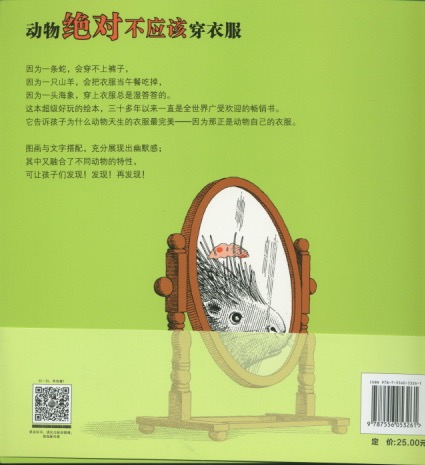 动物绝对不应该穿衣服
因为一条蛇，会穿不上裤子，
因为一只山羊，会把衣服当午餐吃掉，
因为一头海象，穿上衣服总是湿答答的。
这本超级好玩的绘本，三十多年以来一直是全世界广受欢迎的畅销书。
它告诉孩子为什么动物天生的衣服最完美——因为那正是动物自己的衣服。
图画与文字搭配，充分展现出幽默感；
其中又融合了不同动物的特性，
可让孩子们发现！发现！再发现！
9787556053261
定 价:25.00元